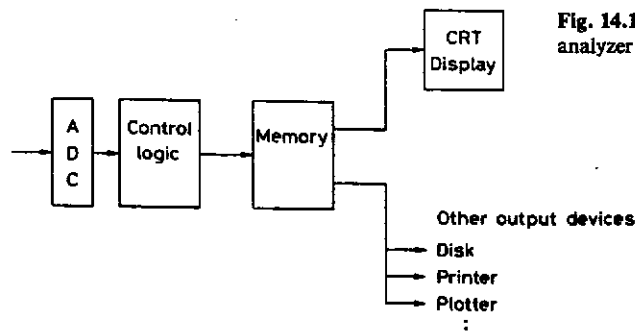 Fig. 14.1
analyzer
CRT
Display
A
D
C
Control
logic
Memory
Other output devices
Disk
Printer
Plotter
: